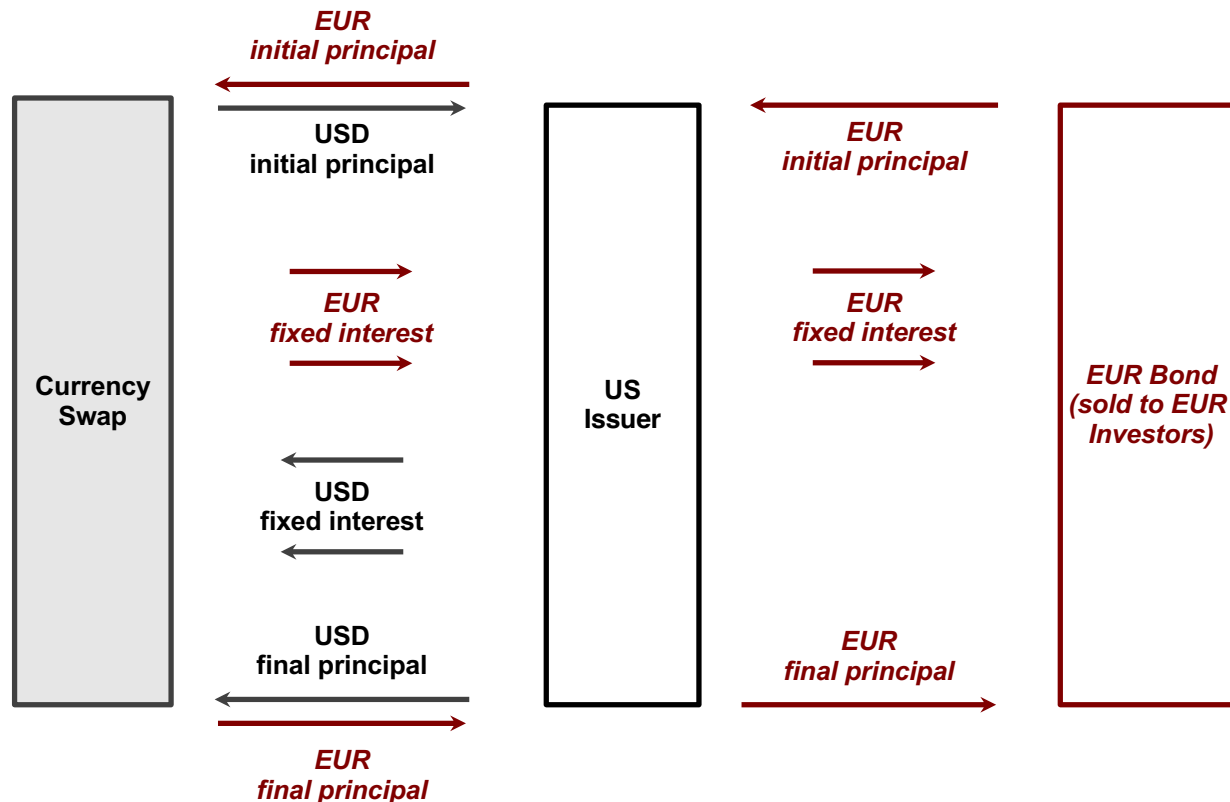 EUR
initial principal
USD
initial principal
EUR
initial principal
EUR
fixed interest
EUR
fixed interest
Currency
Swap
US
Issuer
EUR Bond
(sold to EUR
Investors)
USD
fixed interest
USD
final principal
EUR
final principal
EUR
final principal